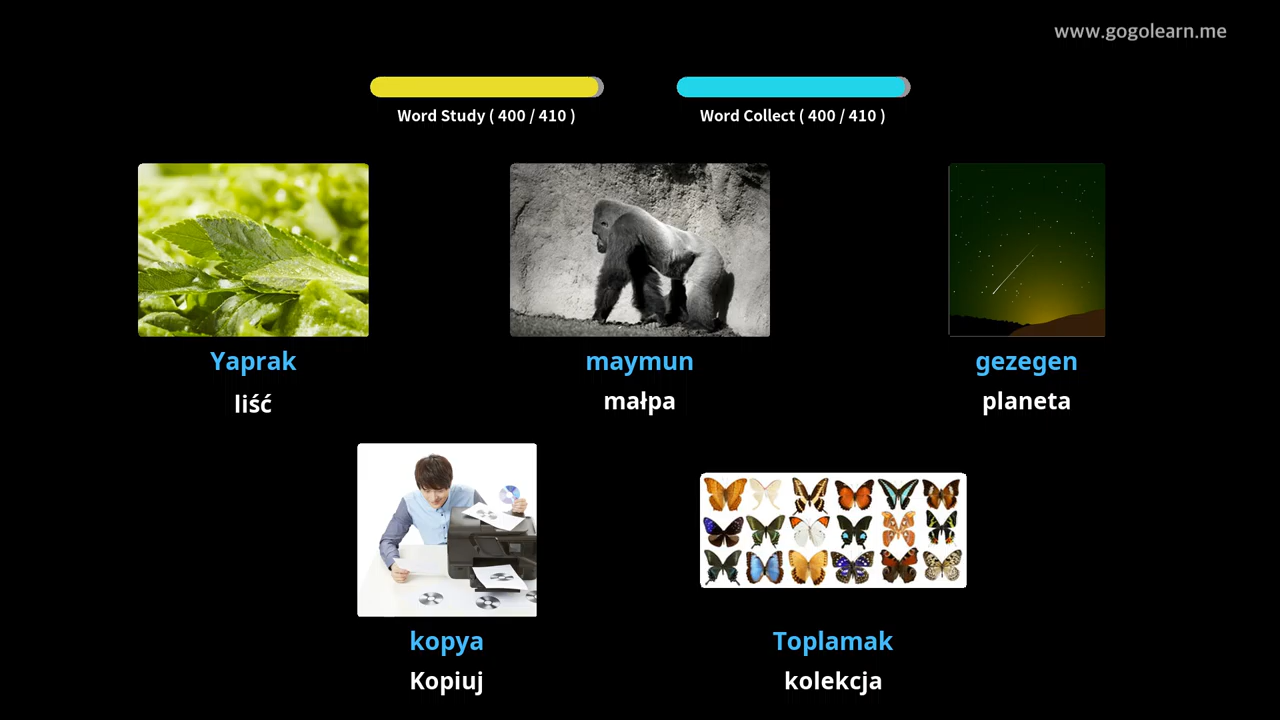 www.gogolearn.me
Word Study ( 400 / 410 )
Word Collect ( 400 / 410 )
Yaprak
liść
maymun
małpa
gezegen
planeta
kopya
Kopiuj
Toplamak
kolekcja